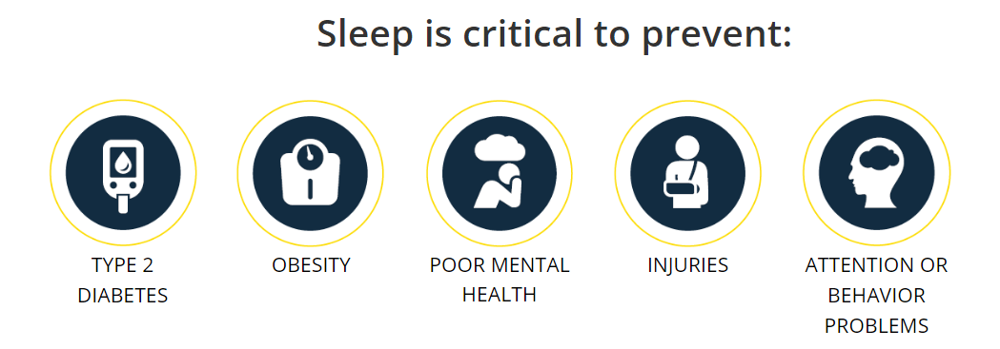 Sleep is critical to prevent:
TYPE 2
DIABETES
OBESITY
POOR MENTAL
HEALTH
INJURIES
ATTENTION OR
BEHAVIOR
PROBLEMS